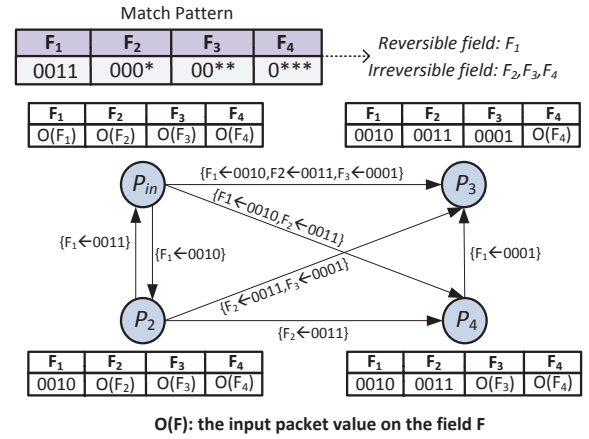 Match Pattern
F1 F2 F3 F4
0011 000* 00** 0***
Reversible field: F1
Irreversible field: F2,F3,F4
F1 F2 F3 F4
O(F1) O(F2) O(F3) O(F4)
F1 F2 F3 F4
0010 0011 0001 O(F4)
Pin
{F1←0010,F2←0011,F3←0001}
P3
{F1←0010,F2←0011}
{F1←0011}
{F1←0010}
{F1←0001}
{F2←0011,F3←0001}
P2
{F2←0011}
P4
F1 F2 F3 F4
0010 O(F2) O(F3) O(F4)
F1 F2 F3 F4
0010 0011 O(F3) O(F4)
O(F): the input packet value on the field F